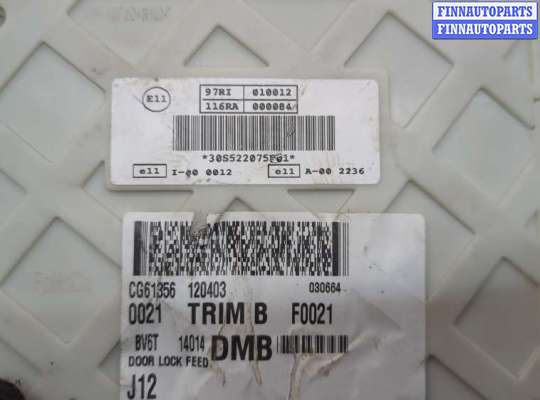 FINNAUTOPARTS
FINNAUTOPARTS
E11
97RI 010012
116RA 000084
e11 I-00 0012 e11 A-00 2236
CG61356 120403 030664
0021 TRIM B F0021
BV6T 14014 DMB
DOOR LOCK FEED
J12